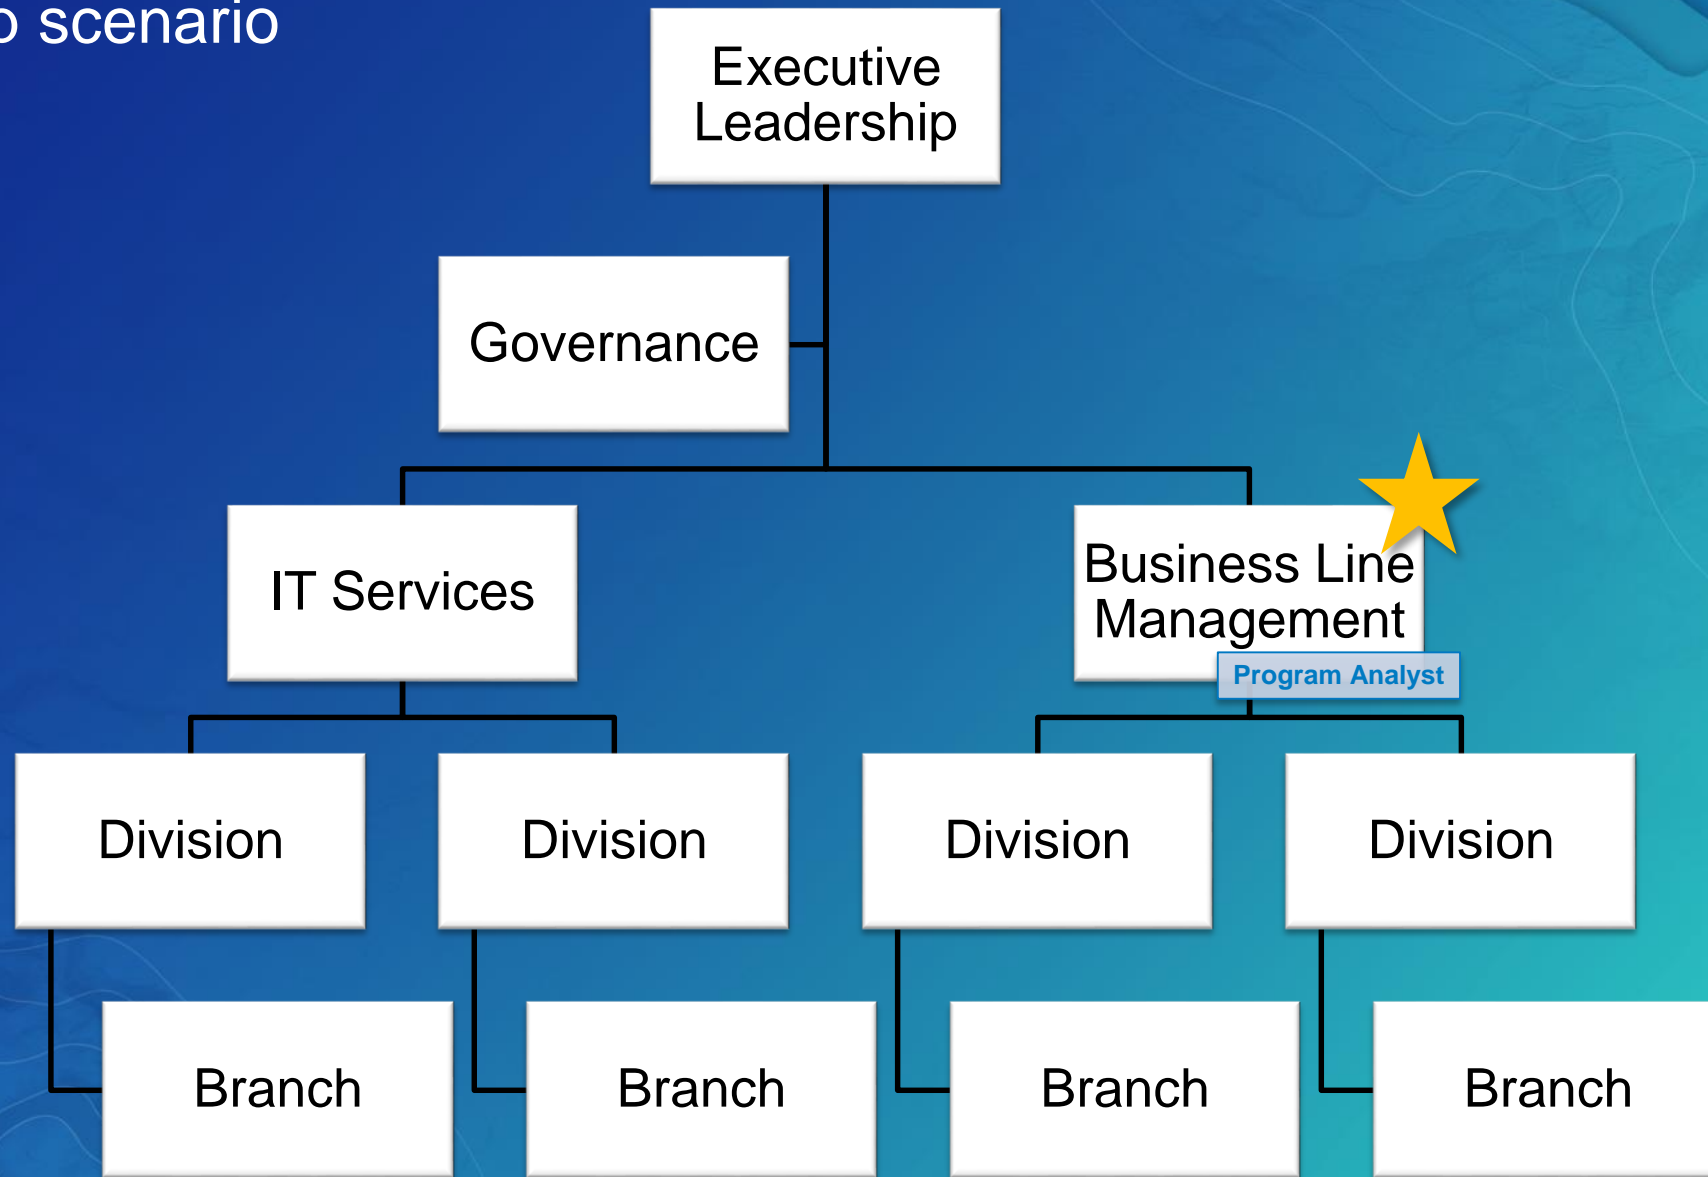 scenario
Executive
Leadership
Governance
IT Services
Business Line
Management
Program Analyst
Division
Division
Division
Division
Branch
Branch
Branch
Branch